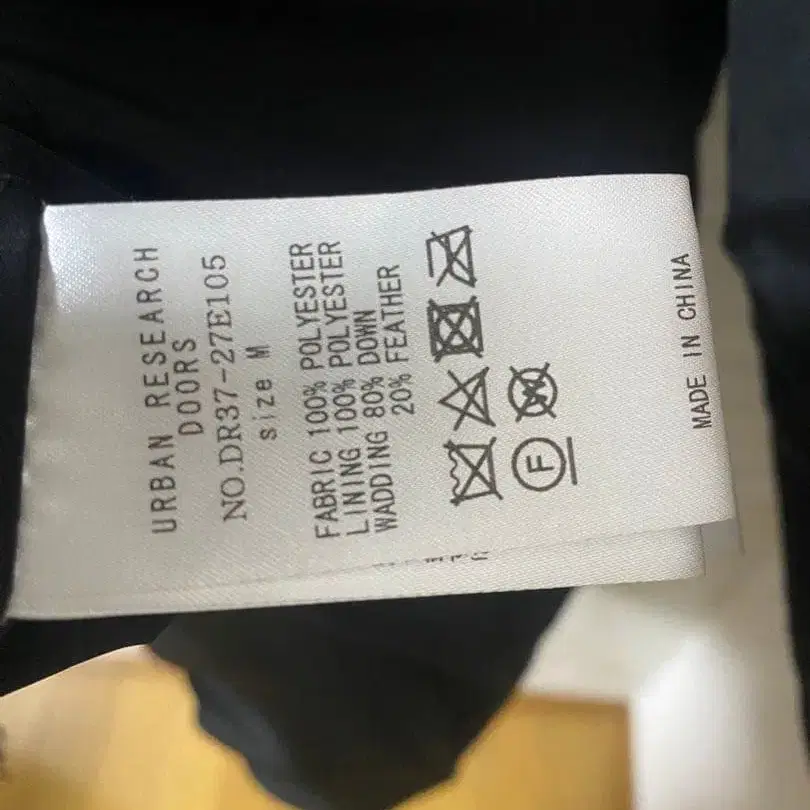 URBAN RESEARCH
DOORS
NO.DR37-27E105
size M
FABRIC 100% POLYESTER
LINING 100% POLYESTER
WADDING 80% DOWN
20% FEATHER
F
W
MADE IN CHINA